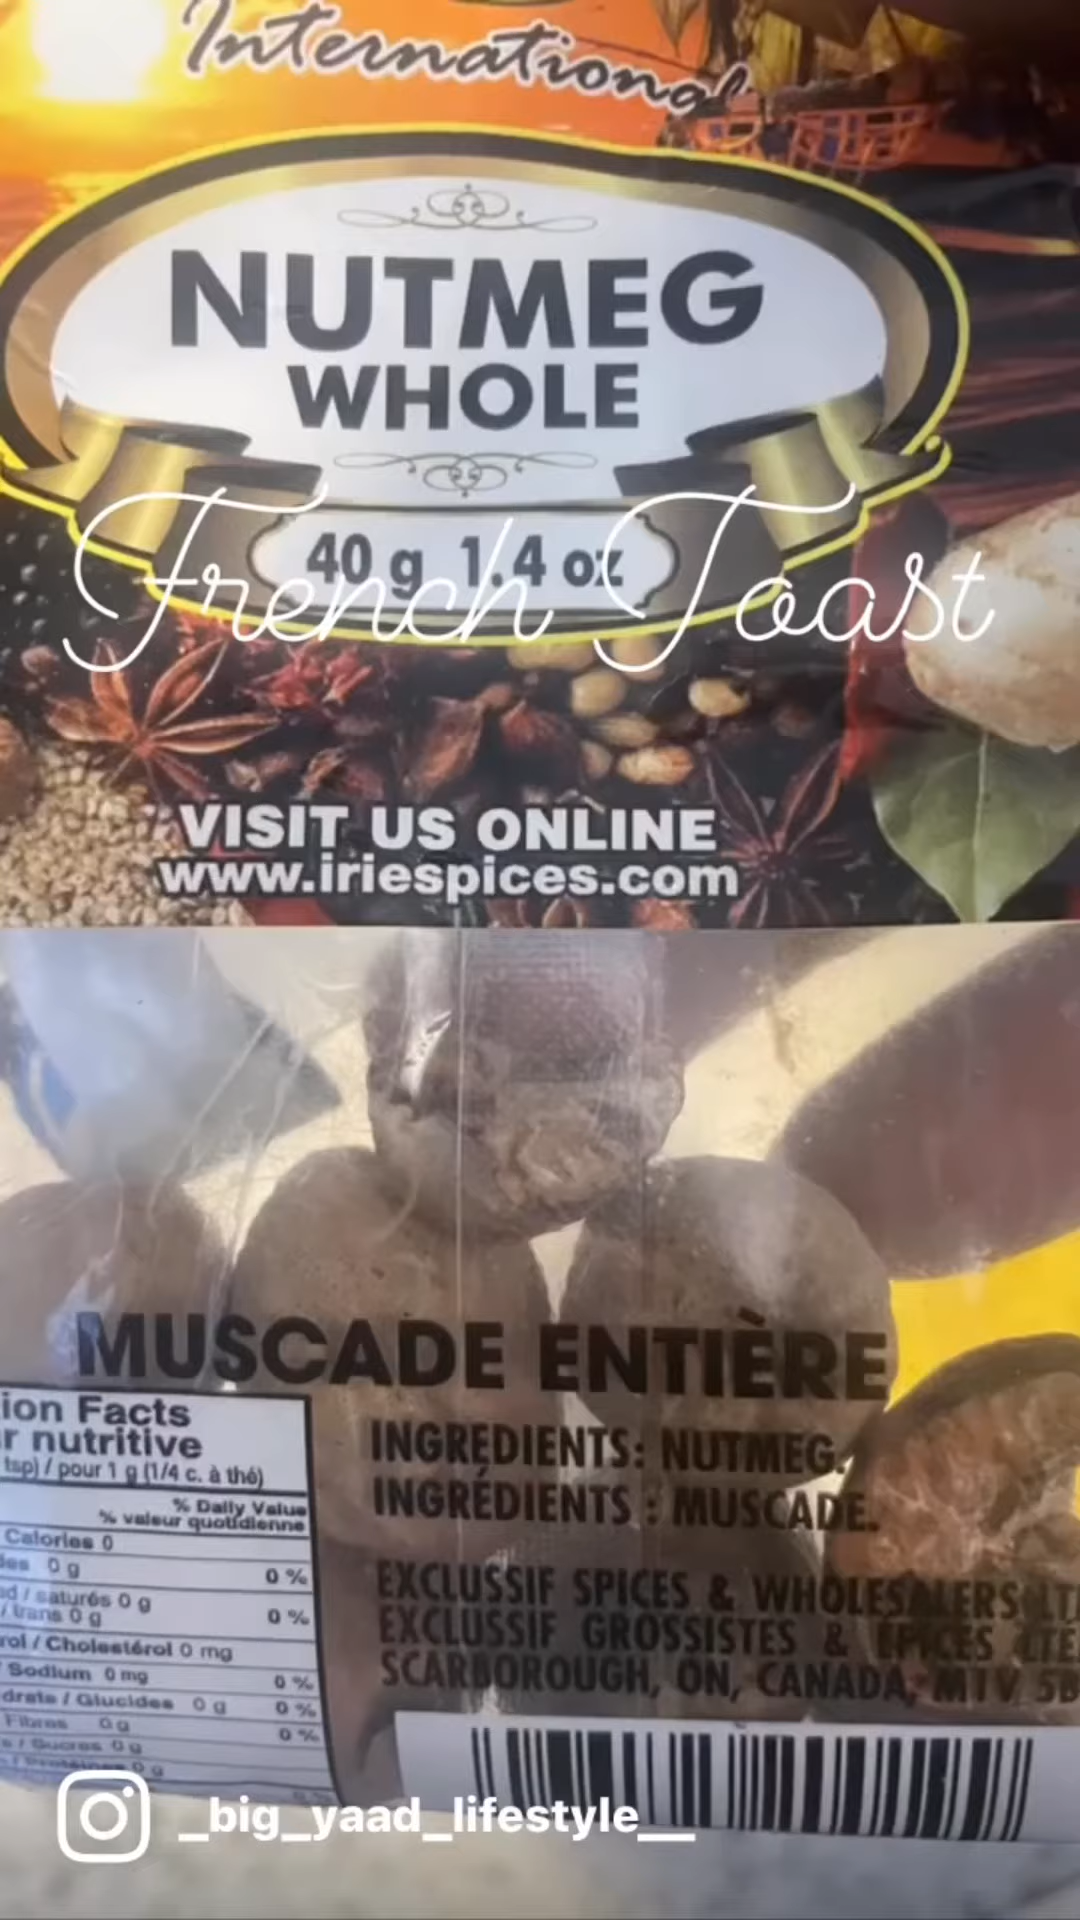 International
NUTMEG
WHOLE
40 g 1.4 oz
French Toast
VISIT US ONLINE
www.iriespices.com
MUSCADE ENTIÈRE
ion Facts
r nutritive
tsp) / pour 1 g (1/4 c. à thé)
% Daily Value
% valeur quotidienne
Calories 0
des 0 g 0 %
ed / saturés 0 g
/ trans 0 g 0 %
rol / Cholestérol 0 mg
Sodium 0 mg 0 %
drate / Glucides 0 g 0 %
Fibres 0 g 0 %
s / Sucres 0 g
INGREDIENTS: NUTMEG.
INGRÉDIENTS : MUSCADE.
EXCLUSSIF SPICES & WHOLESALERS LT
EXCLUSSIF GROSSISTES & EPICES LTE
SCARBOROUGH, ON, CANADA, M1V 5B
_big_yaad_lifestyle__